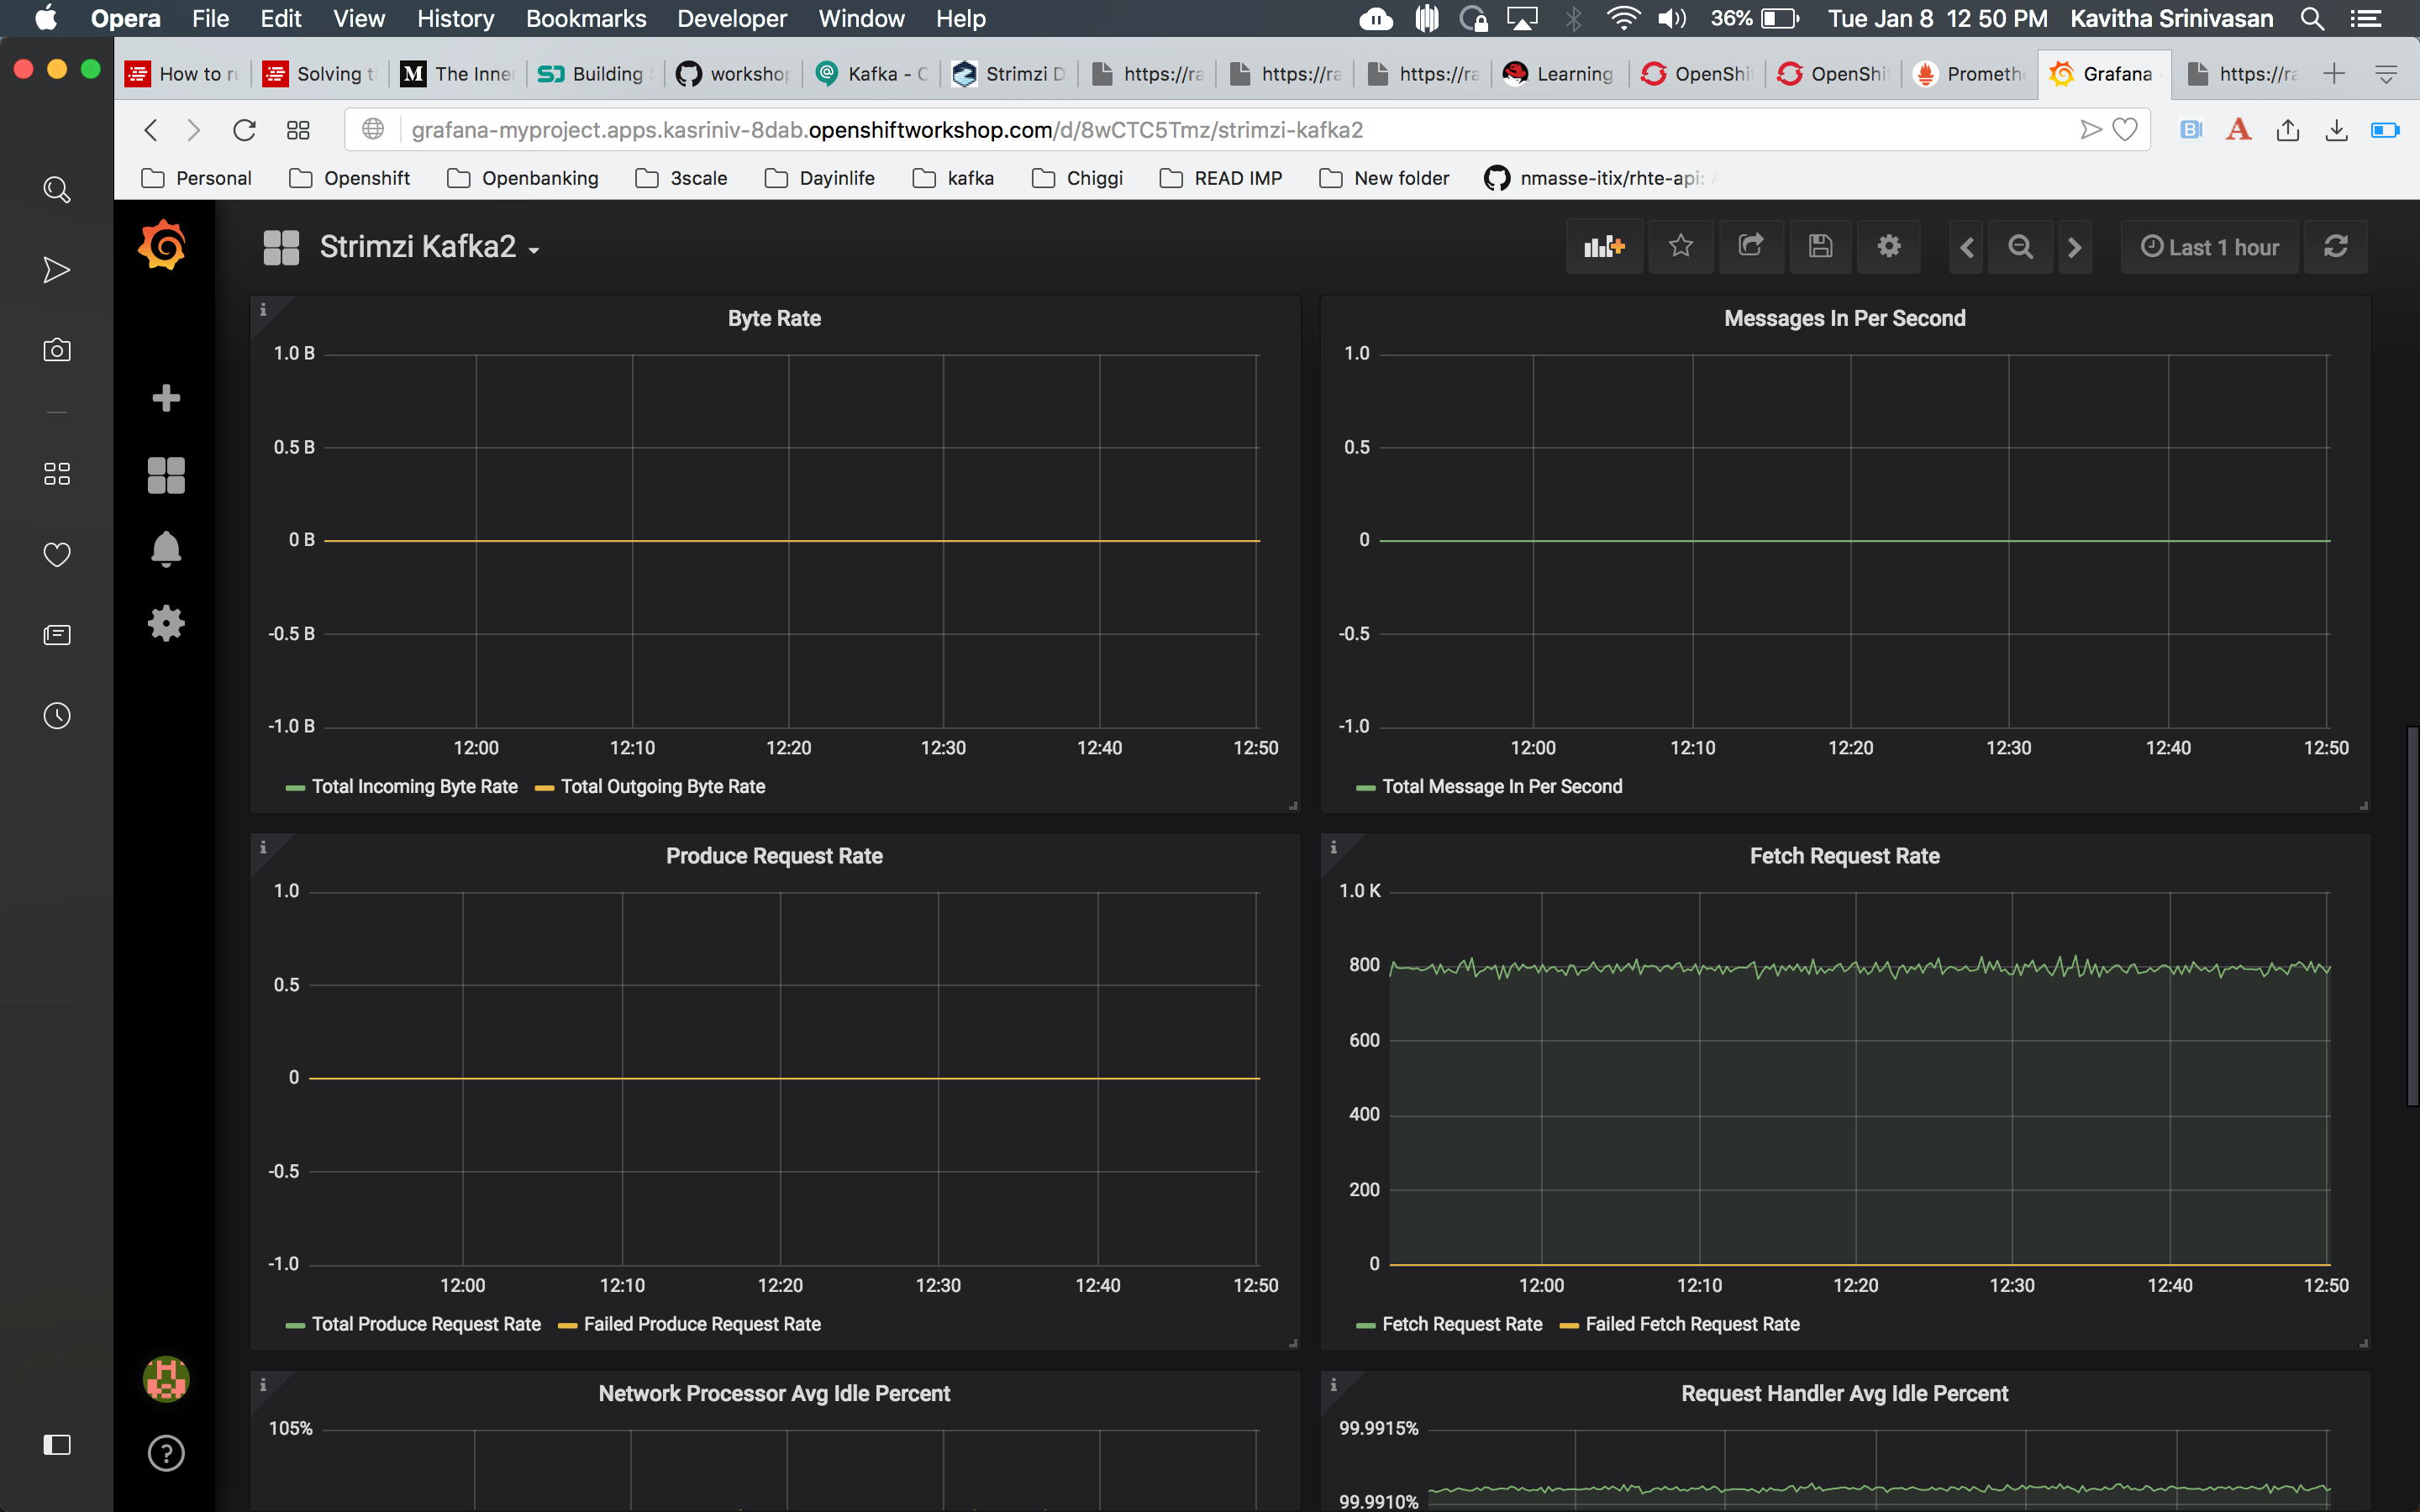 Opera File Edit View History Bookmarks Developer Window Help 36% Tue Jan 8 12 50 PM Kavitha Srinivasan
How to ru Solving t M The Inne SJ Building workshop Kafka - C Strimzi D https://ra https://ra https://ra Learning OpenShi OpenShi Prometh Grafana https://ra
grafana-myproject.apps.kasriniv-8dab.openshiftworkshop.com/d/8wCTC5Tmz/strimzi-kafka2
Personal Openshift Openbanking 3scale Dayinlife kafka Chiggi READ IMP New folder nmasse-itix/rhte-api:
Strimzi Kafka2 Last 1 hour
Byte Rate
1.0 B
0.5 B
0 B
-0.5 B
-1.0 B
12:00 12:10 12:20 12:30 12:40 12:50
Total Incoming Byte Rate Total Outgoing Byte Rate
Messages In Per Second
1.0
0.5
0
-0.5
-1.0
12:00 12:10 12:20 12:30 12:40 12:50
Total Message In Per Second
Produce Request Rate
1.0
0.5
0
-0.5
-1.0
12:00 12:10 12:20 12:30 12:40 12:50
Total Produce Request Rate Failed Produce Request Rate
Fetch Request Rate
1.0 K
800
600
400
200
0
12:00 12:10 12:20 12:30 12:40 12:50
Fetch Request Rate Failed Fetch Request Rate
Network Processor Avg Idle Percent
105%
Request Handler Avg Idle Percent
99.9915%
99.9910%